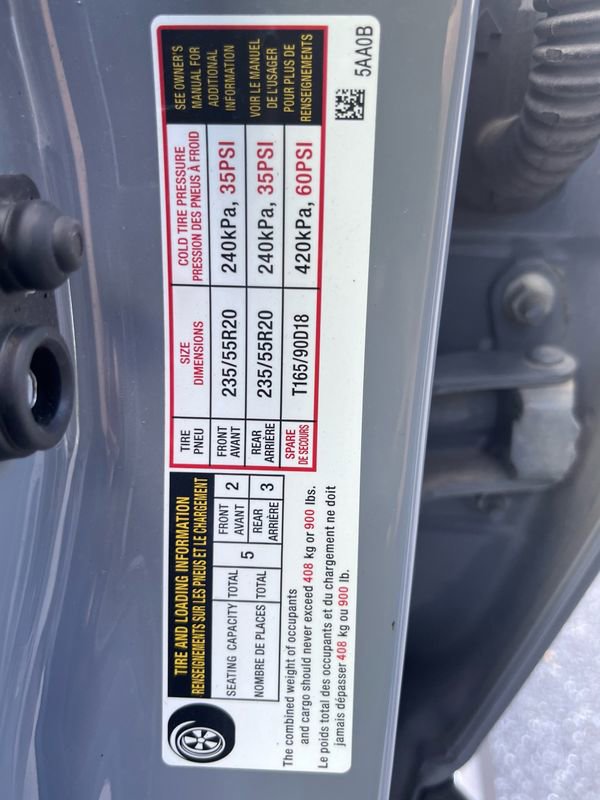 TIRE AND LOADING INFORMATION
RENSEIGNEMENTS SUR LES PNEUS ET LE CHARGEMENT
SEATING CAPACITY TOTAL 5 FRONT AVANT 2
NOMBRE DE PLACES TOTAL REAR ARRIÈRE 3
The combined weight of occupants
and cargo should never exceed 408 kg or 900 lbs.
Le poids total des occupants et du chargement ne doit
jamais dépasser 408 kg ou 900 lb.
TIRE PNEU SIZE DIMENSIONS COLD TIRE PRESSURE PRESSION DES PNEUS À FROID
FRONT AVANT 235/55R20 240kPa, 35PSI
REAR ARRIÈRE 235/55R20 240kPa, 35PSI
SPARE DE SECOURS T165/90D18 420kPa, 60PSI
SEE OWNER'S
MANUAL FOR
ADDITIONAL
INFORMATION
VOIR LE MANUEL
DE L'USAGER
POUR PLUS DE
RENSEIGNEMENTS
5AA0B